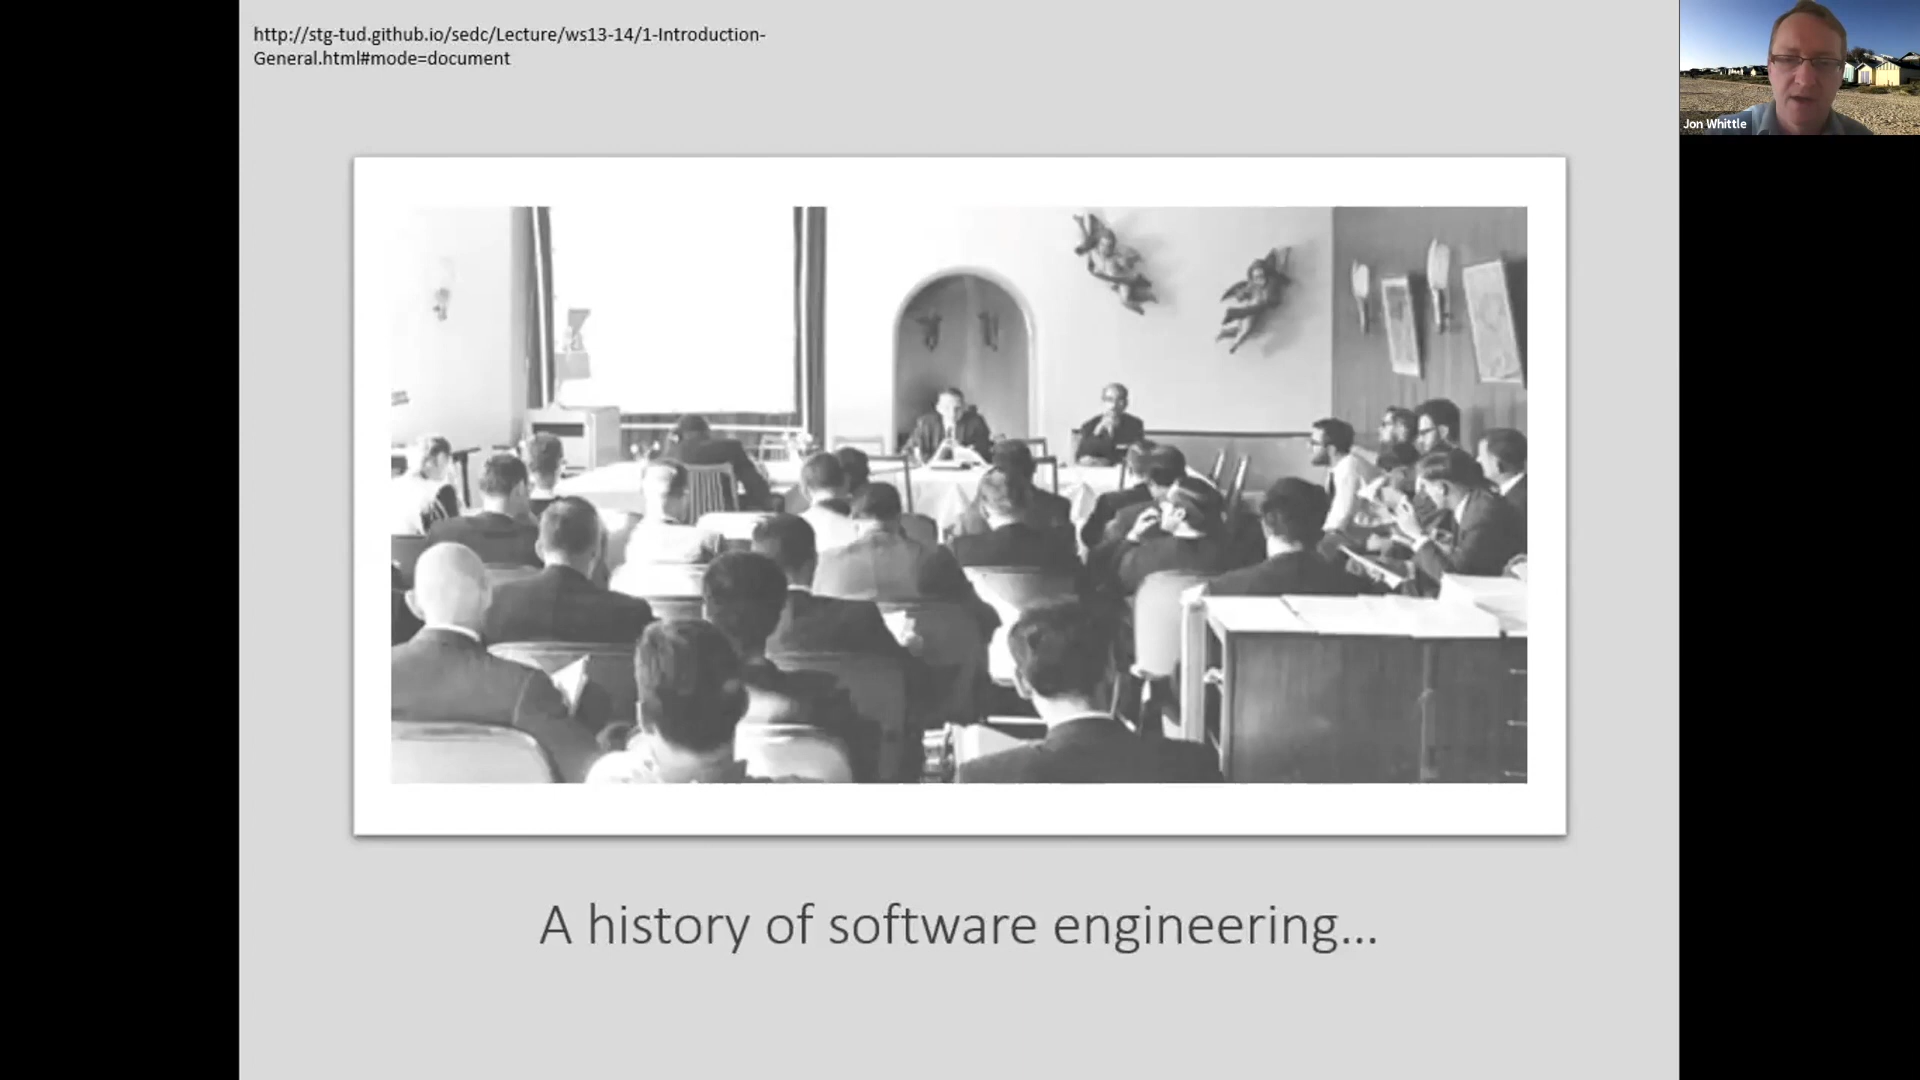 http://stg-tud.github.io/sedc/Lecture/ws13-14/1-Introduction-
General.html#mode=document
Jon Whittle
A history of software engineering...